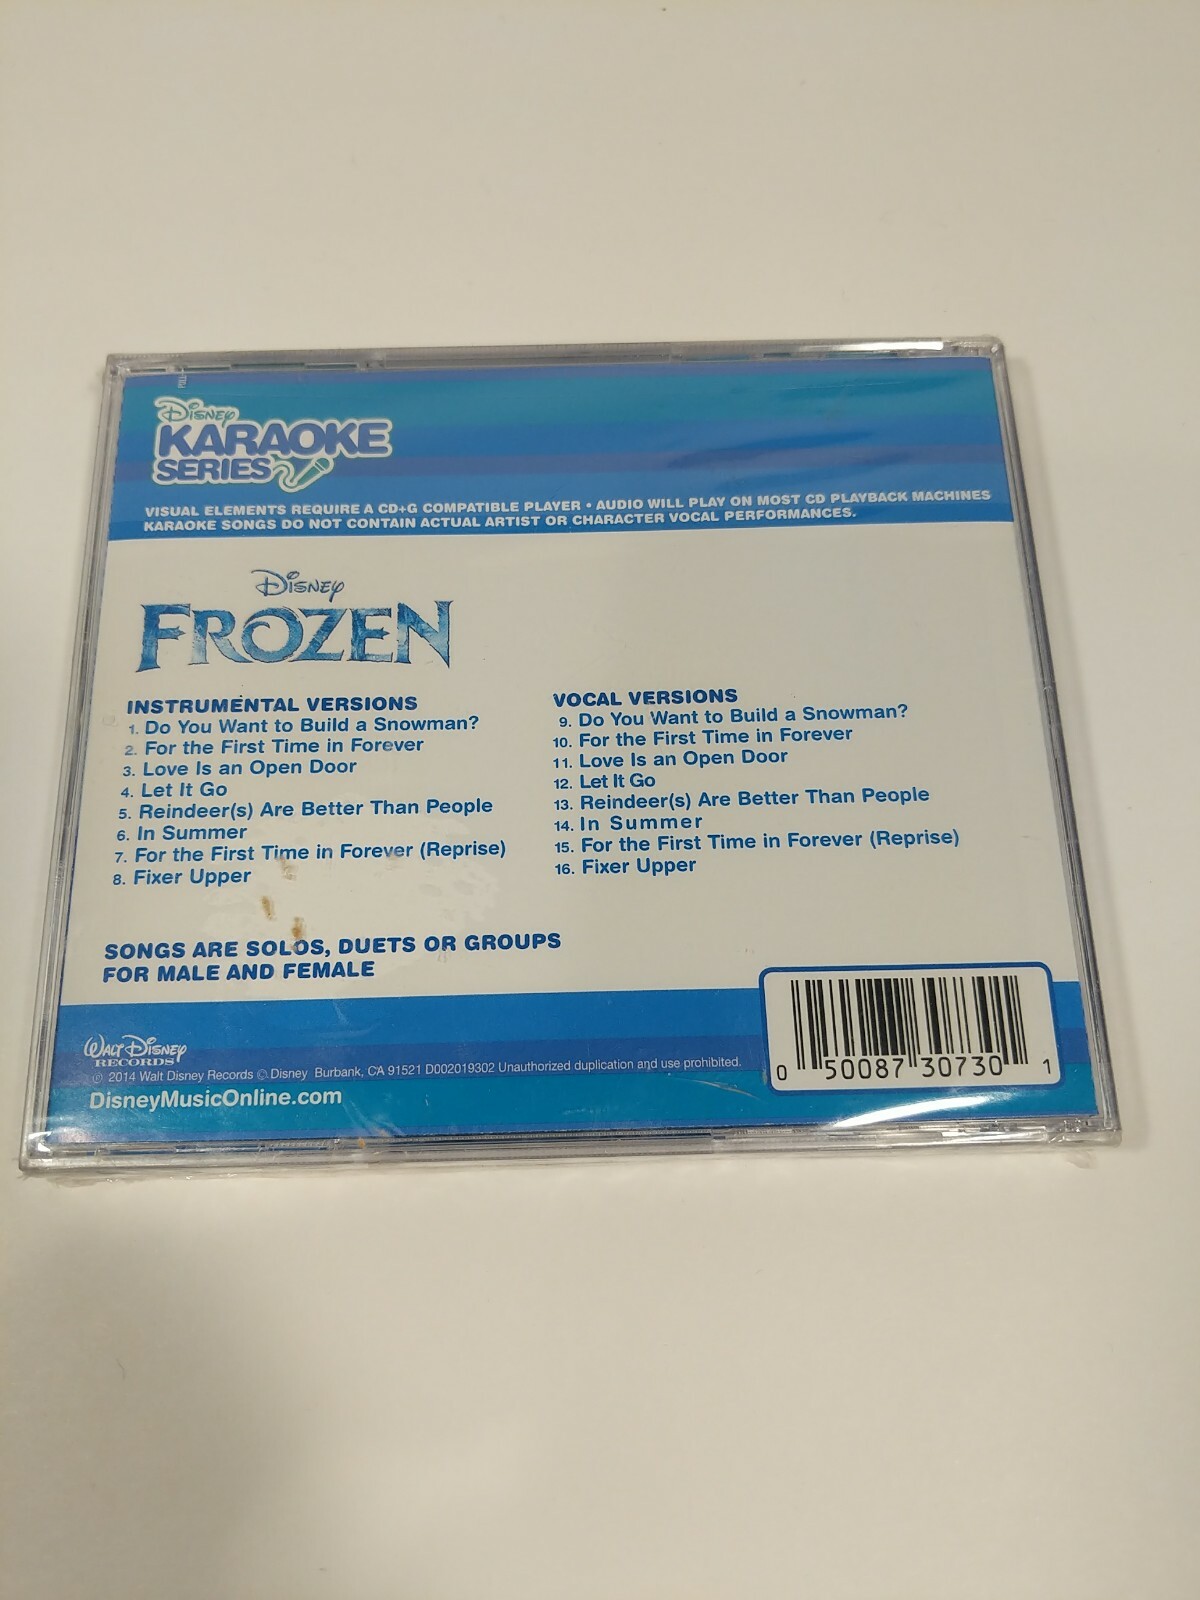 Disney
KARAOKE
SERIES
VISUAL ELEMENTS REQUIRE A CD+G COMPATIBLE PLAYER • AUDIO WILL PLAY ON MOST CD PLAYBACK MACHINES
KARAOKE SONGS DO NOT CONTAIN ACTUAL ARTIST OR CHARACTER VOCAL PERFORMANCES.
Disney
FROZEN
INSTRUMENTAL VERSIONS
1. Do You Want to Build a Snowman?
2. For the First Time in Forever
3. Love Is an Open Door
4. Let It Go
5. Reindeer(s) Are Better Than People
6. In Summer
7. For the First Time in Forever (Reprise)
8. Fixer Upper
VOCAL VERSIONS
9. Do You Want to Build a Snowman?
10. For the First Time in Forever
11. Love Is an Open Door
12. Let It Go
13. Reindeer(s) Are Better Than People
14. In Summer
15. For the First Time in Forever (Reprise)
16. Fixer Upper
SONGS ARE SOLOS, DUETS OR GROUPS
FOR MALE AND FEMALE
WALT DISNEY
RECORDS
℗ 2014 Walt Disney Records © Disney Burbank, CA 91521 D002019302 Unauthorized duplication and use prohibited.
DisneyMusicOnline.com
0 50087 30730 1